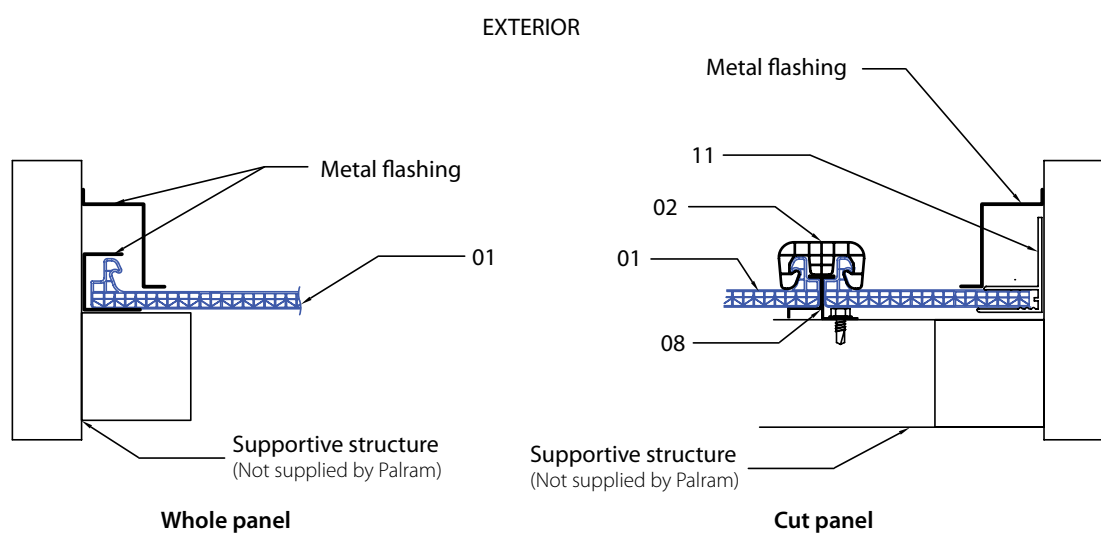 EXTERIOR
Metal flashing
01
Supportive structure
(Not supplied by Palram)
Whole panel
Metal flashing
11
02
01
08
Supportive structure
(Not supplied by Palram)
Cut panel